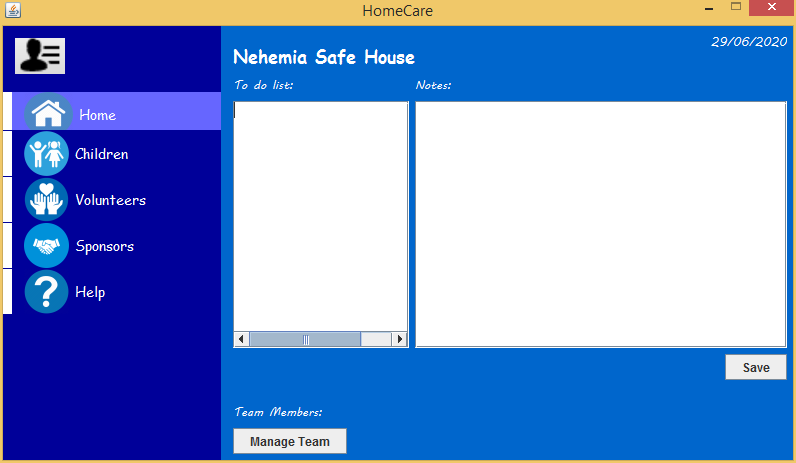 HomeCare
29/06/2020
Nehemia Safe House
To do list:
Notes:
Home
Children
Volunteers
Sponsors
Help
Save
Team Members:
Manage Team